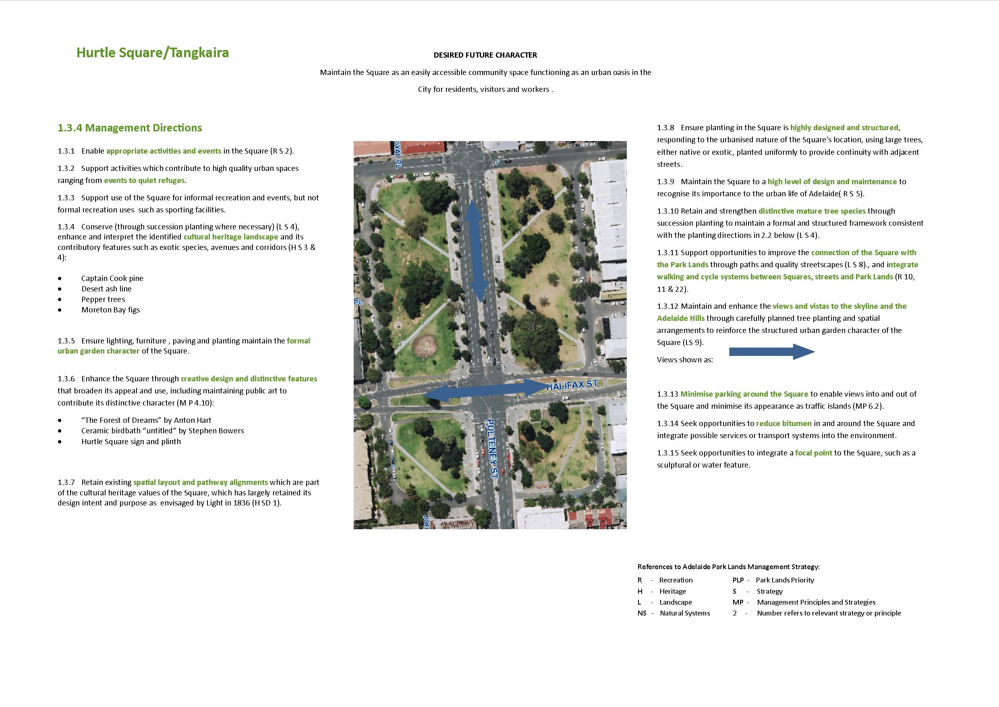 Hurtle Square/Tangkaira
DESIRED FUTURE CHARACTER
Maintain the Square as an easily accessible community space functioning as an urban oasis in the
City for residents, visitors and workers .
1.3.4 Management Directions
1.3.1 Enable appropriate activities and events in the Square (R S 2).
1.3.2 Support activities which contribute to high quality urban spaces
ranging from events to quiet refuges.
1.3.3 Support use of the Square for informal recreation and events, but not
formal recreation uses such as sporting facilities.
1.3.4 Conserve (through succession planting where necessary) (L S 4),
enhance and interpret the identified cultural heritage landscape and its
contributory features such as exotic species, avenues and corridors (H S 3 &
4):
• Captain Cook pine
• Desert ash line
• Pepper trees
• Moreton Bay figs
1.3.5 Ensure lighting, furniture , paving and planting maintain the formal
urban garden character of the Square.
1.3.6 Enhance the Square through creative design and distinctive features
that broaden its appeal and use, including maintaining public art to
contribute its distinctive character (M P 4.10):
• “The Forest of Dreams” by Anton Hart
• Ceramic birdbath “untitled” by Stephen Bowers
• Hurtle Square sign and plinth
1.3.7 Retain existing spatial layout and pathway alignments which are part
of the cultural heritage values of the Square, which has largely retained its
design intent and purpose as envisaged by Light in 1836 (H SD 1).
OYAL PL
PL
HALIFAX ST
PULTENEY ST
JOH
1.3.8 Ensure planting in the Square is highly designed and structured,
responding to the urbanised nature of the Square’s location, using large trees,
either native or exotic, planted uniformly to provide continuity with adjacent
streets.
1.3.9 Maintain the Square to a high level of design and maintenance to
recognise its importance to the urban life of Adelaide( R S 5).
1.3.10 Retain and strengthen distinctive mature tree species through
succession planting to maintain a formal and structured framework consistent
with the planting directions in 2.2 below (L S 4).
1.3.11 Support opportunities to improve the connection of the Square with
the Park Lands through paths and quality streetscapes (L S 8)., and integrate
walking and cycle systems between Squares, streets and Park Lands (R 10,
11 & 22).
1.3.12 Maintain and enhance the views and vistas to the skyline and the
Adelaide Hills through carefully planned tree planting and spatial
arrangements to reinforce the structured urban garden character of the
Square (LS 9).
Views shown as:
1.3.13 Minimise parking around the Square to enable views into and out of
the Square and minimise its appearance as traffic islands (MP 6.2).
1.3.14 Seek opportunities to reduce bitumen in and around the Square and
integrate possible services or transport systems into the environment.
1.3.15 Seek opportunities to integrate a focal point to the Square, such as a
sculptural or water feature.
References to Adelaide Park Lands Management Strategy:
R - Recreation PLP - Park Lands Priority
H - Heritage S - Strategy
L - Landscape MP - Management Principles and Strategies
NS - Natural Systems 2 - Number refers to relevant strategy or principle